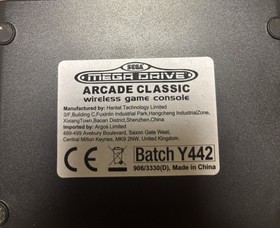 SEGA
MEGA DRIVE
ARCADE CLASSIC
wireless game console
Manufactured by: Hantet Technology Limited
3/F,Building C,Fuxinlin Industrial Park,Hangcheng IndustrialZone,
XixiangTown,Baoan District,Shenzhen,China
Imported by: Argos Limited
489-499 Avebury Boulevard, Saxon Gate West,
Central Milton Keynes, MK9 2NW, United Kingdom.
CE
Batch Y442
906/3330(D), Made in China